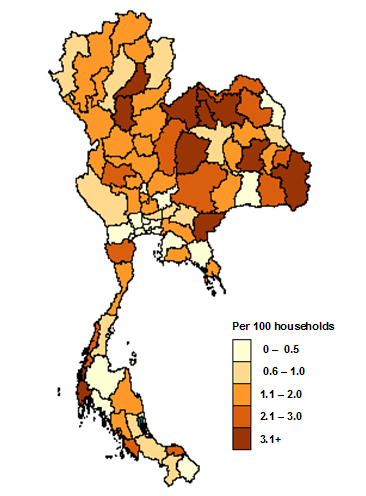 Per 100 households
0 – 0.5
0.6 – 1.0
1.1 – 2.0
2.1 – 3.0
3.1+